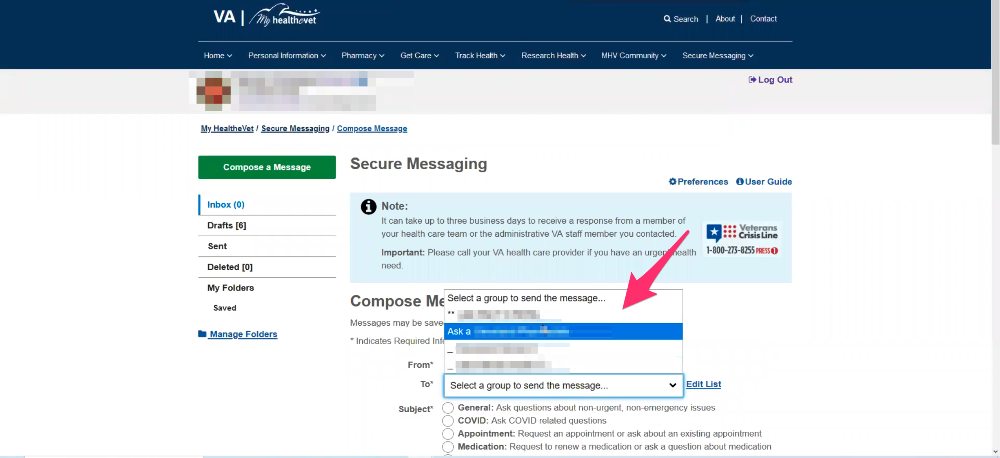 VA | My healthevet
Search | About | Contact
Home Personal Information Pharmacy Get Care Track Health Research Health MHV Community Secure Messaging
Log Out
My HealtheVet / Secure Messaging / Compose Message
Compose a Message
Inbox (0)
Drafts [6]
Sent
Deleted [0]
My Folders
Saved
Manage Folders
Secure Messaging
Preferences User Guide
Note:
It can take up to three business days to receive a response from a member of
your health care team or the administrative VA staff member you contacted.
Important: Please call your VA health care provider if you have an urgent health
need.
Veterans
Crisis Line
1-800-273-8255 PRESS 1
Compose Me
Messages may be save
* Indicates Required Inf
Select a group to send the message...
**
Ask a
_
_
From*
To*
Select a group to send the message...
Edit List
Subject*
General: Ask questions about non-urgent, non-emergency issues
COVID: Ask COVID related questions
Appointment: Request an appointment or ask about an existing appointment
Medication: Request to renew a medication or ask a question about medication